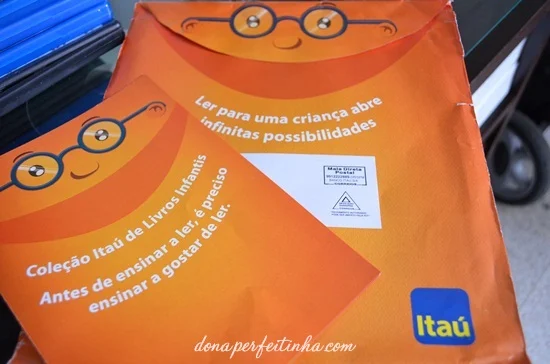 Ler para uma criança abre
infinitas possibilidades
Mala Direta
Postal
CORREIOS
Coleção Itaú de Livros Infantis
Antes de ensinar a ler, é preciso
ensinar a gostar de ler.
Itaú
donaperfeitinha.com